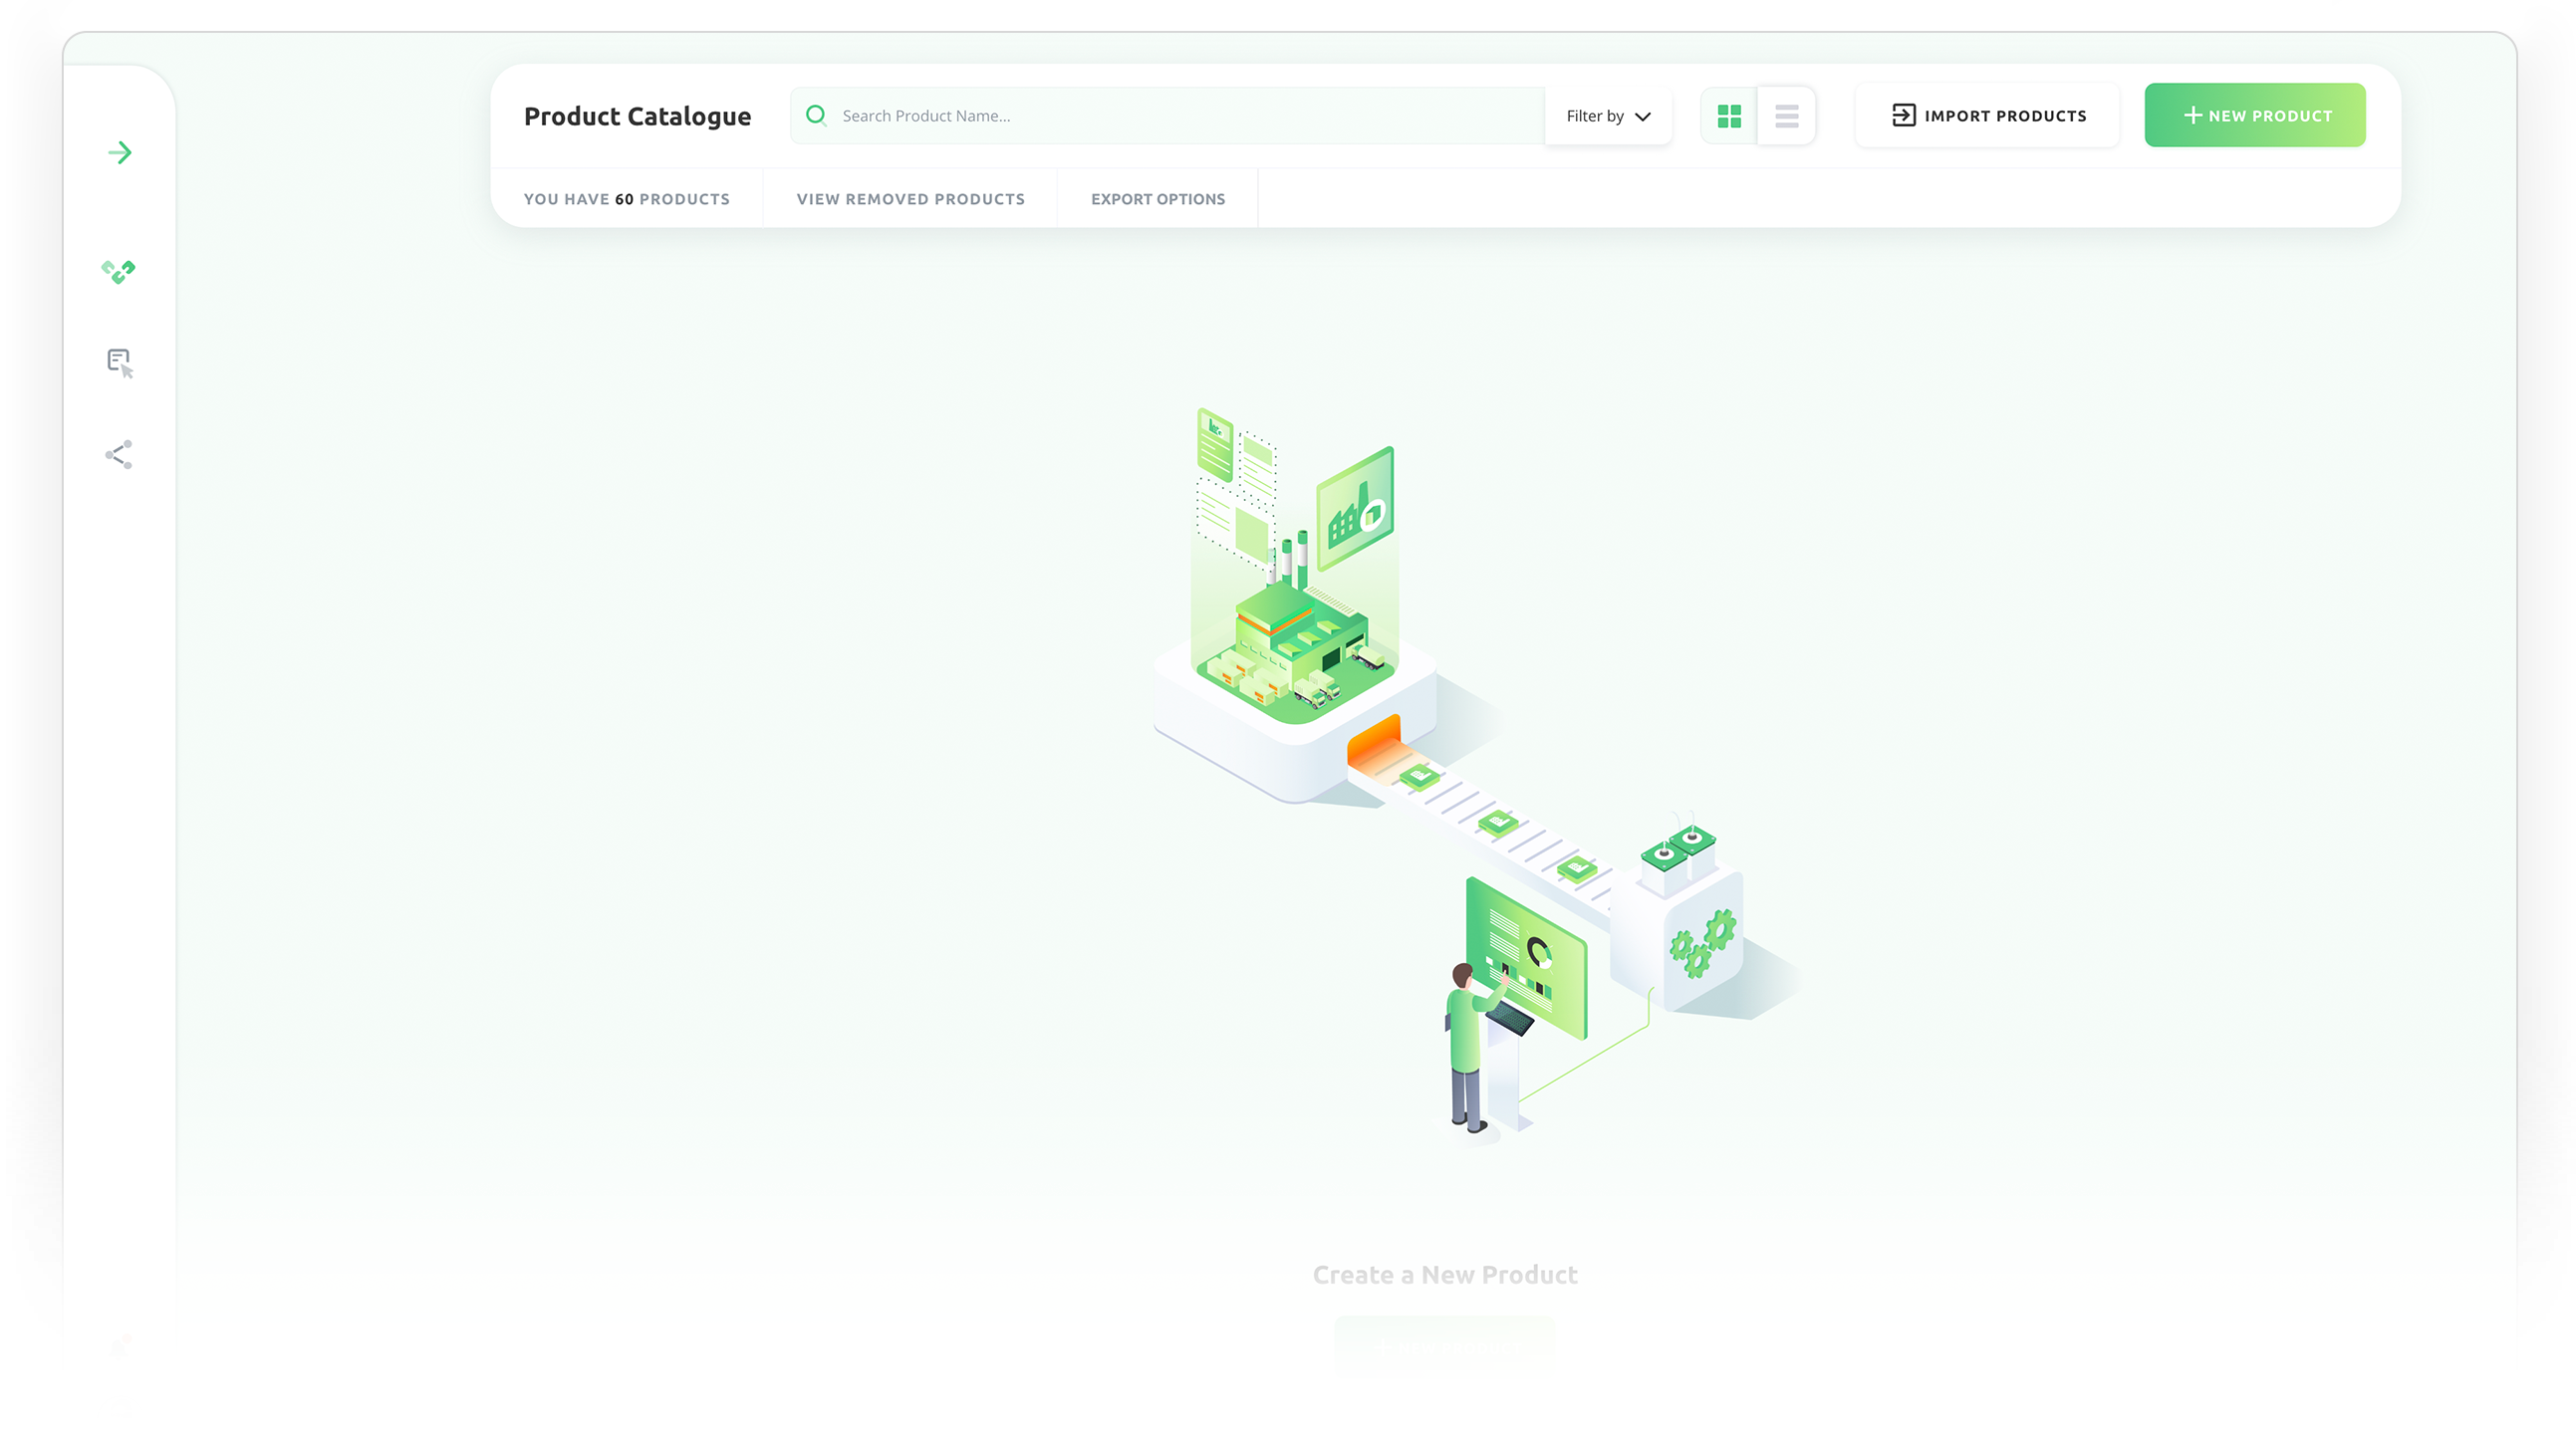 Product Catalogue
Search Product Name...
Filter by
IMPORT PRODUCTS
NEW PRODUCT
YOU HAVE 60 PRODUCTS
VIEW REMOVED PRODUCTS
EXPORT OPTIONS
Create a New Product